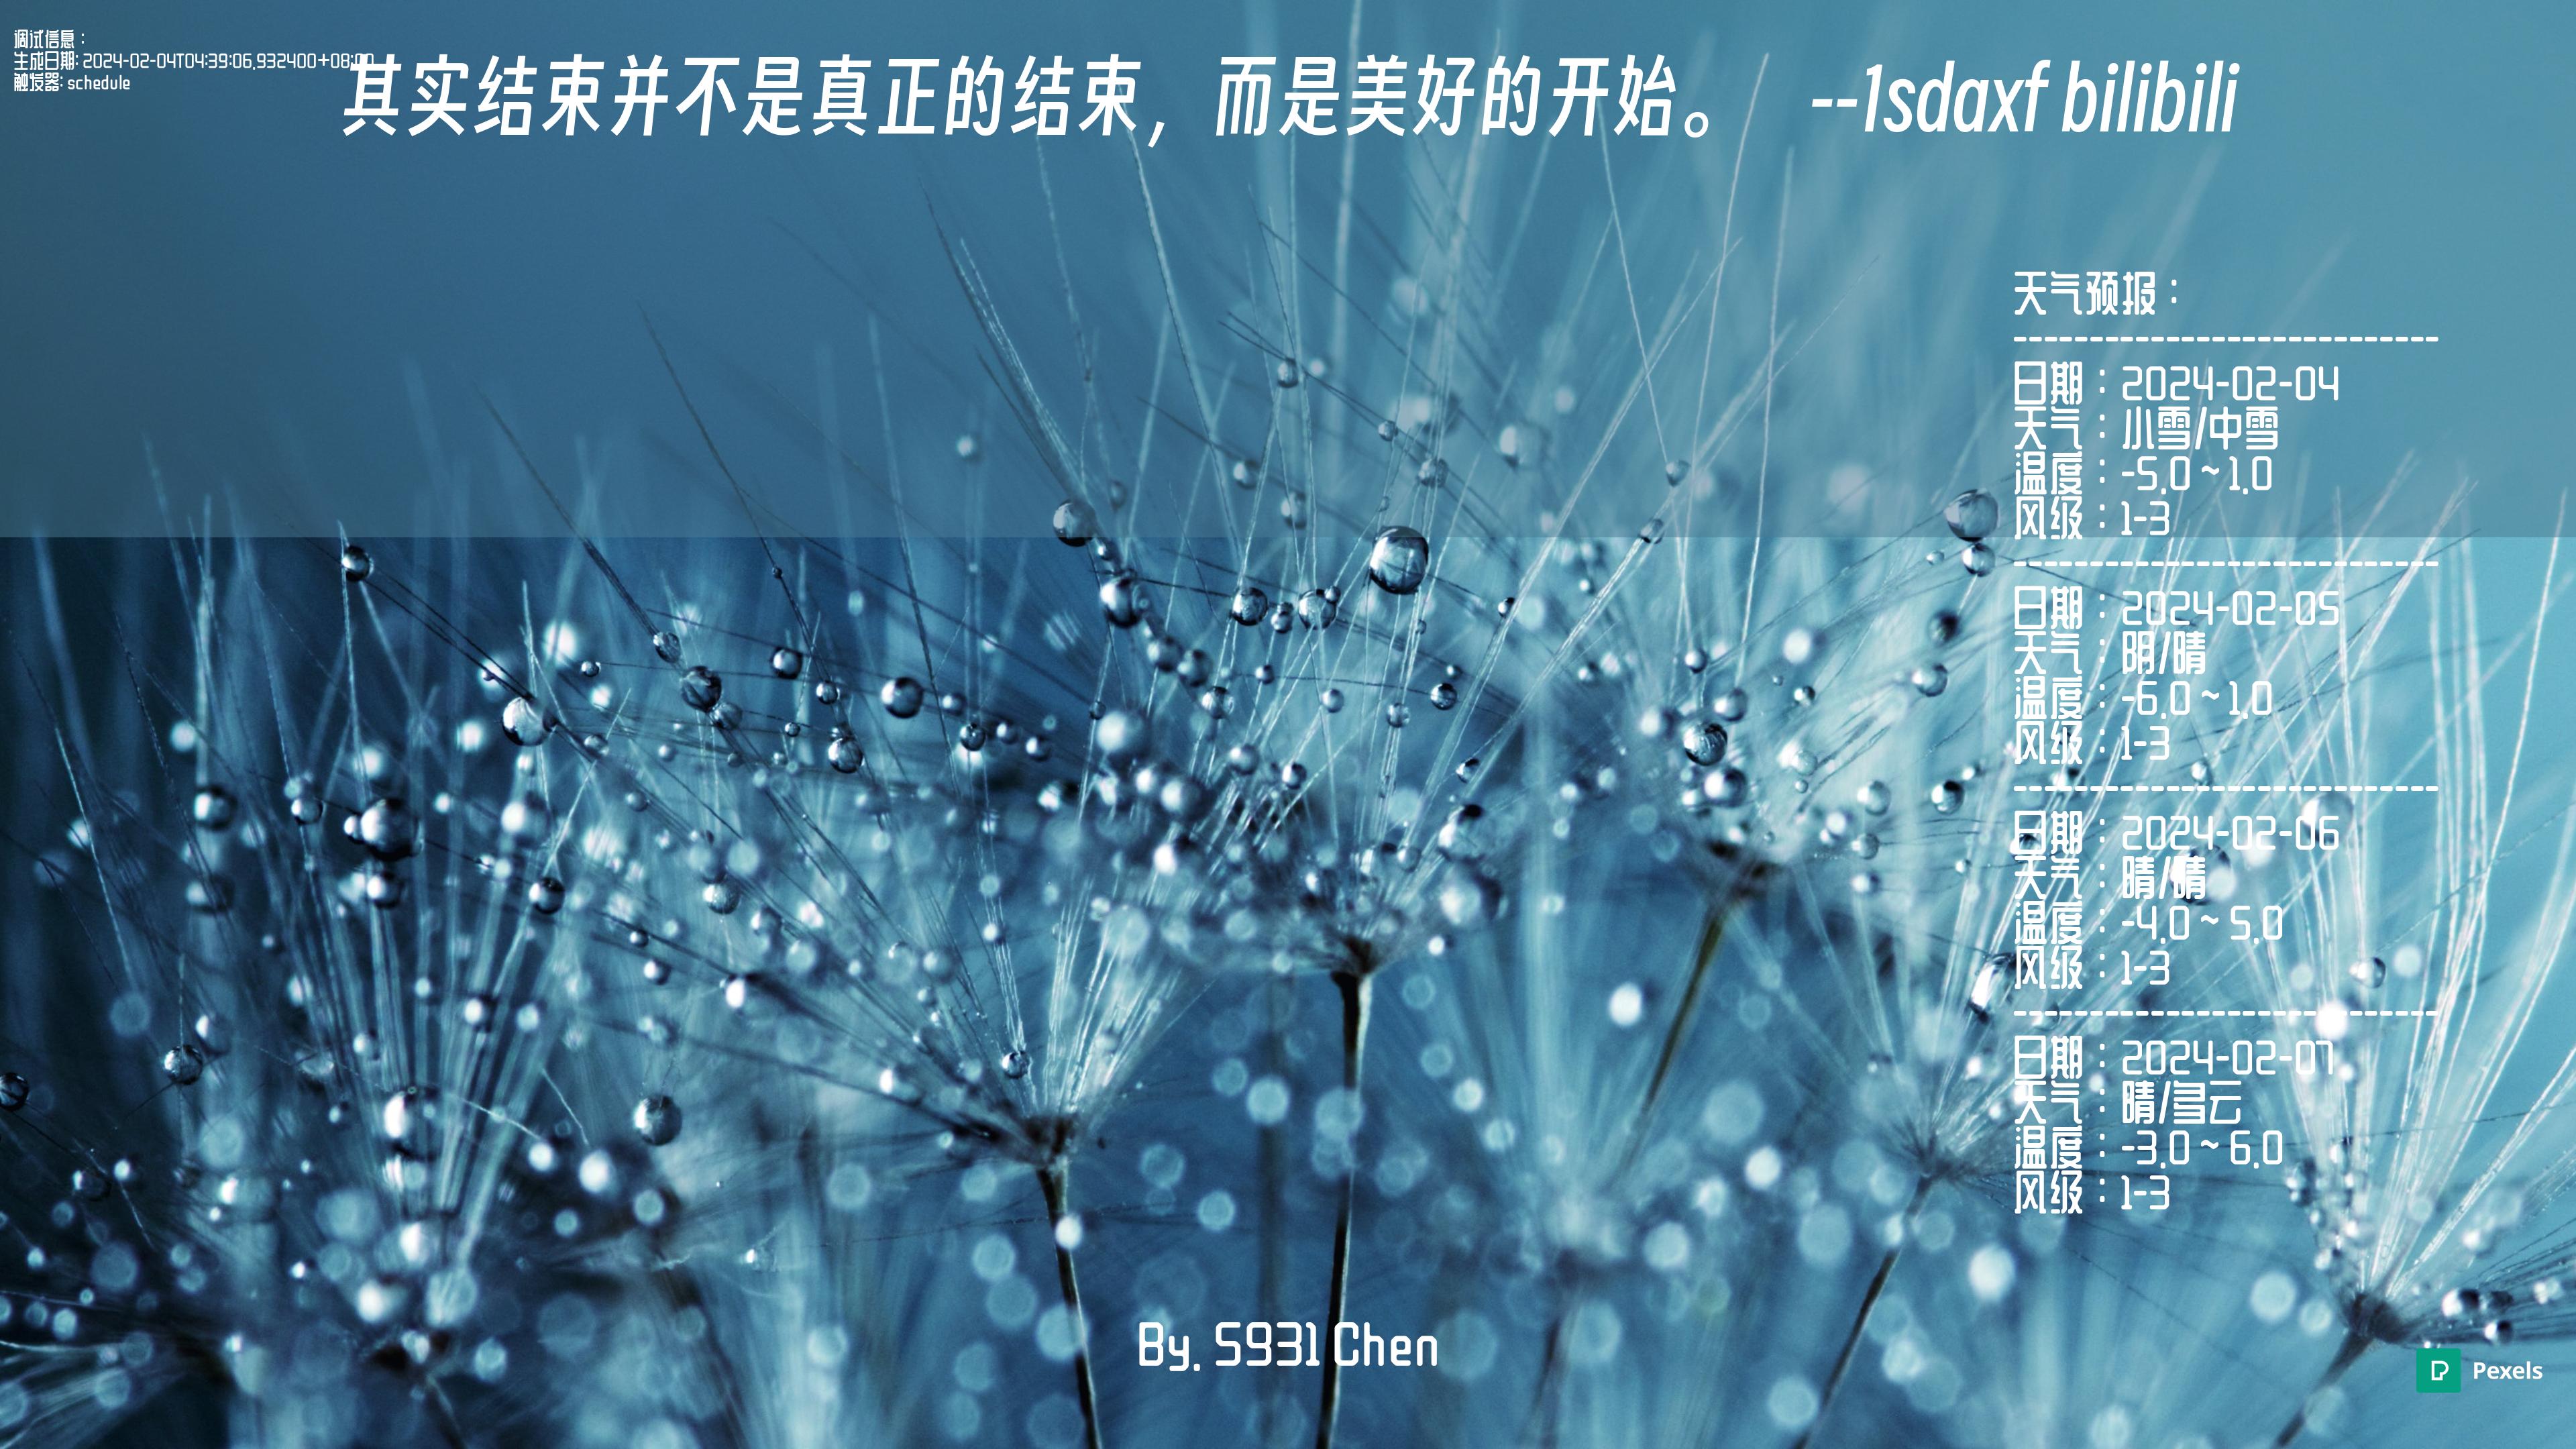 调试信息：
生成日期: 2024-02-04T04:39:06.932400+08:00
触发器: schedule
其实结束并不是真正的结束，而是美好的开始。 --1sdaxf bilibili
天气预报：
----------------------------
日期：2024-02-04
天气：小雪/中雪
温度：-5.0 ~ 1.0
风级：1-3
----------------------------
日期：2024-02-05
天气：阴/晴
温度：-6.0 ~ 1.0
风级：1-3
----------------------------
日期：2024-02-06
天气：晴/晴
温度：-4.0 ~ 5.0
风级：1-3
----------------------------
日期：2024-02-07
天气：晴/多云
温度：-3.0 ~ 6.0
风级：1-3
By. S931 Chen
Pexels